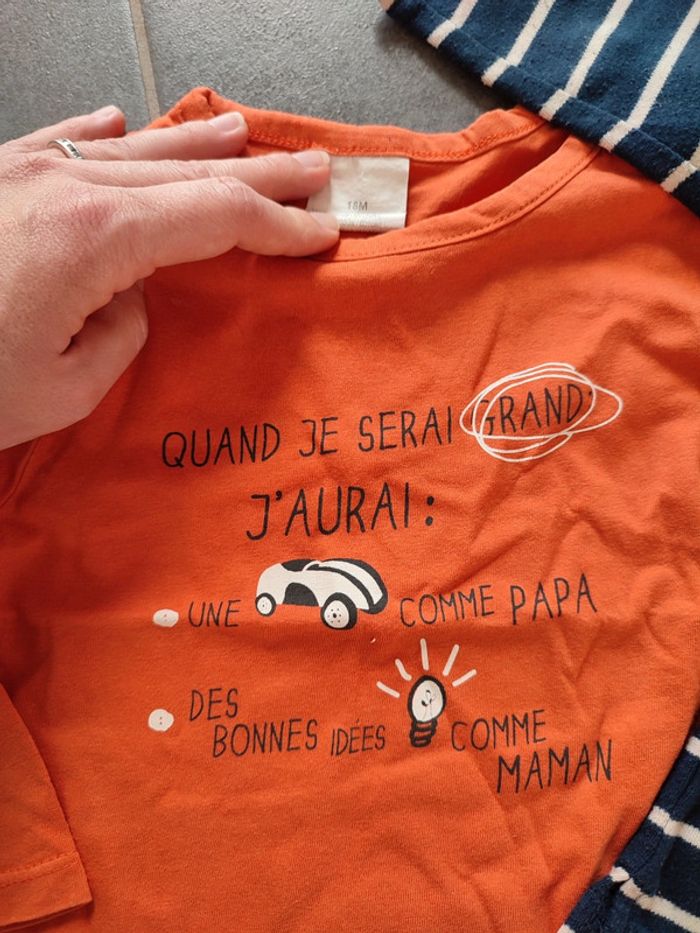 18M
QUAND JE SERAI GRAND,
J'AURAI :
UNE COMME PAPA
DES
BONNES IDÉES COMME
MAMAN